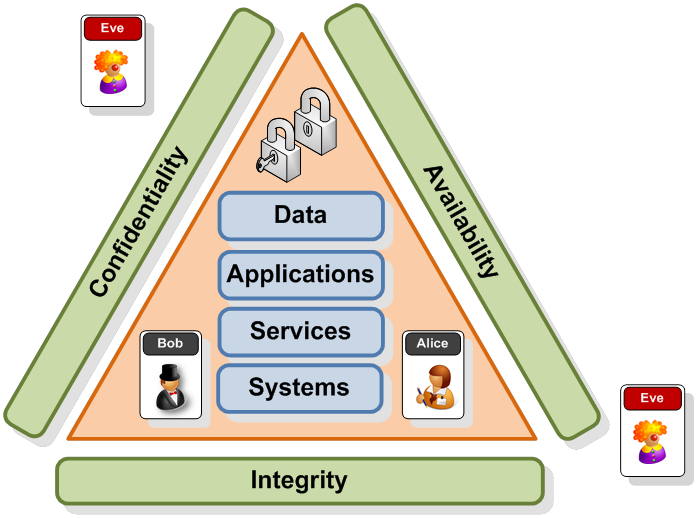 Eve
Confidentiality
Availability
Data
Applications
Services
Bob
Alice
Systems
Eve
Integrity